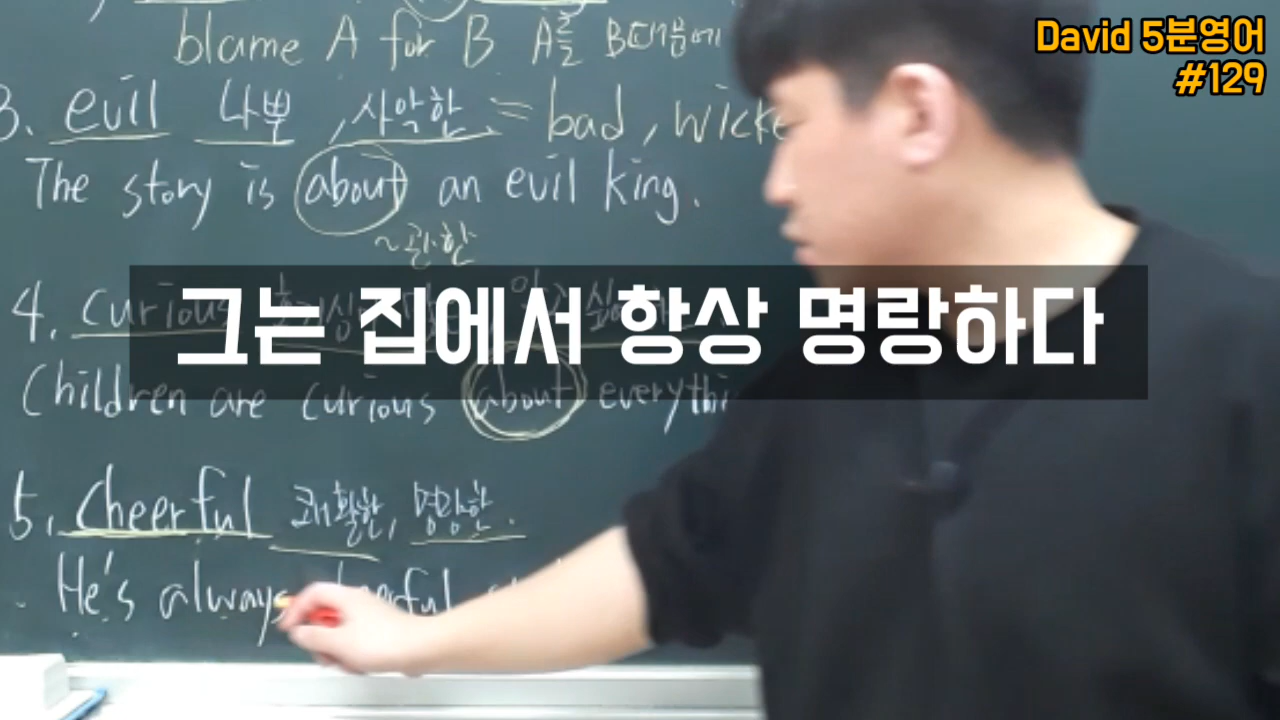 David 5분영어
#129
blame A for B A를 B때문에
3. evil 나쁜, 사악한 = bad,
The story is about an evil king.
~관한
그는 집에서 항상 명랑하다
4. curious
Children are curious about
5. Cheerful 쾌활한, 명랑한.
He's always cheerful